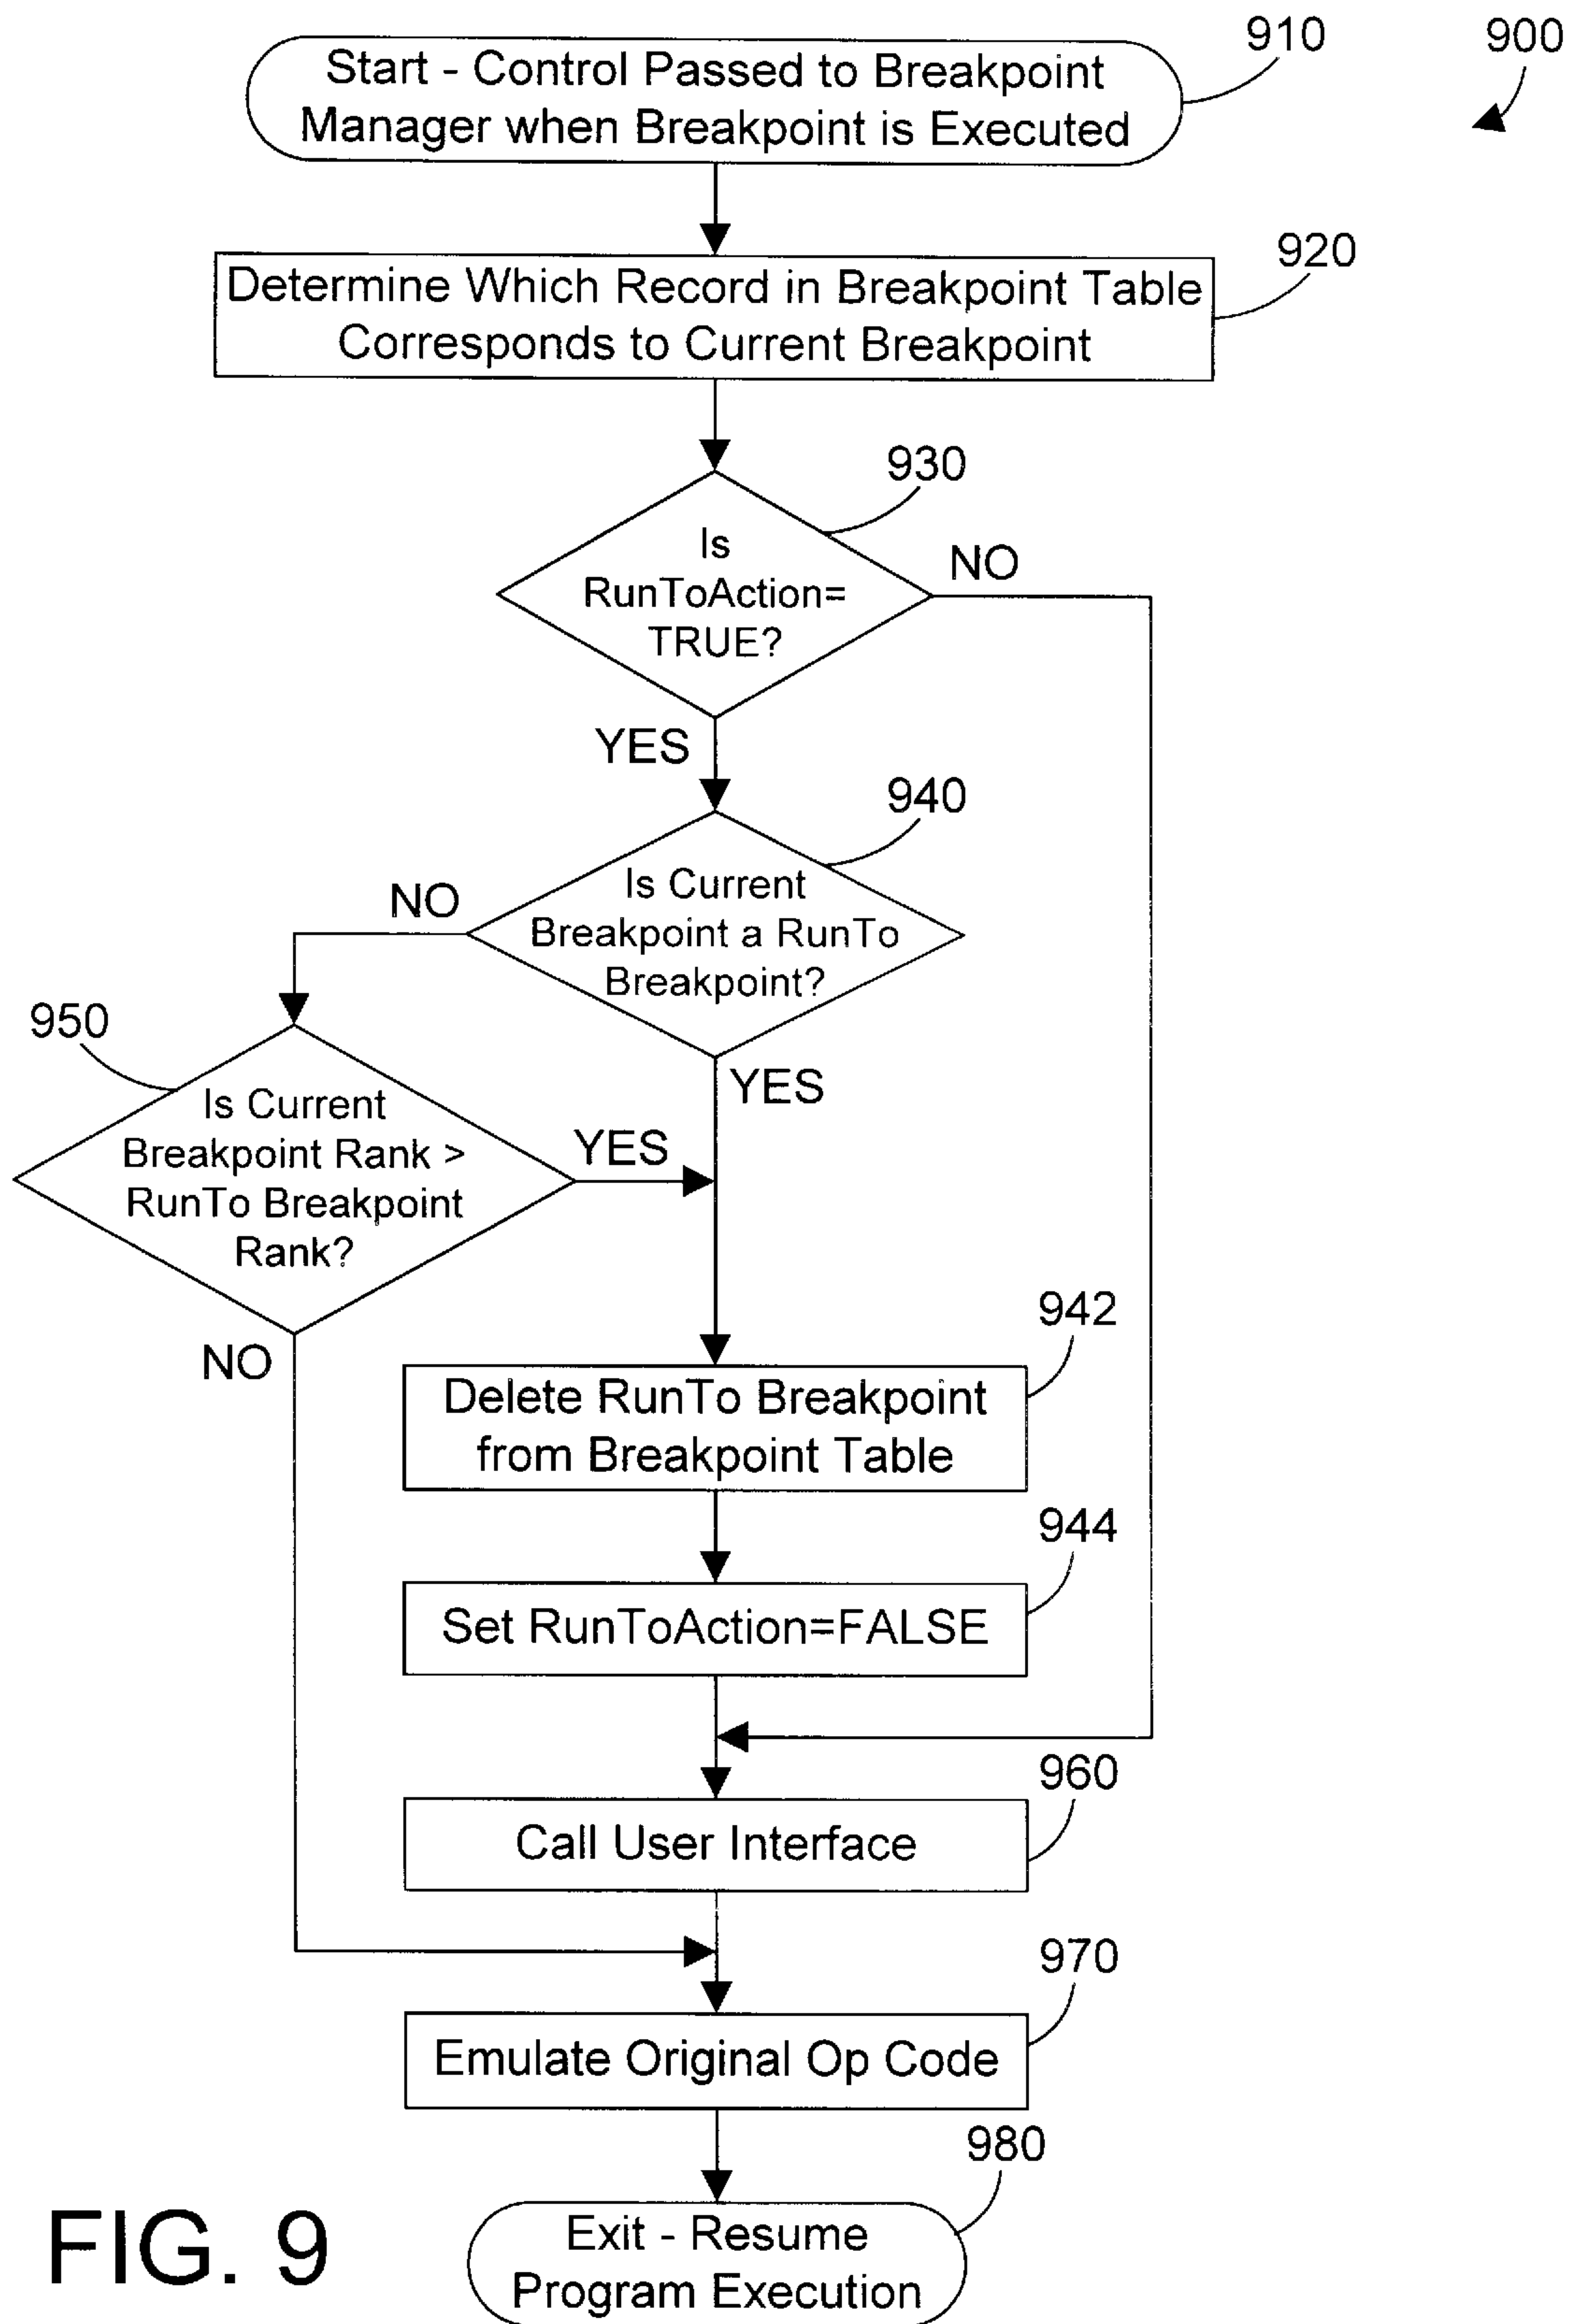 910
900
Start - Control Passed to Breakpoint
Manager when Breakpoint is Executed
920
Determine Which Record in Breakpoint Table
Corresponds to Current Breakpoint
930
Is
RunToAction=
TRUE?
NO
YES
940
Is Current
Breakpoint a RunTo
Breakpoint?
NO
YES
950
Is Current
Breakpoint Rank >
RunTo Breakpoint
Rank?
YES
NO
942
Delete RunTo Breakpoint
from Breakpoint Table
944
Set RunToAction=FALSE
960
Call User Interface
970
Emulate Original Op Code
980
Exit - Resume
Program Execution
FIG. 9